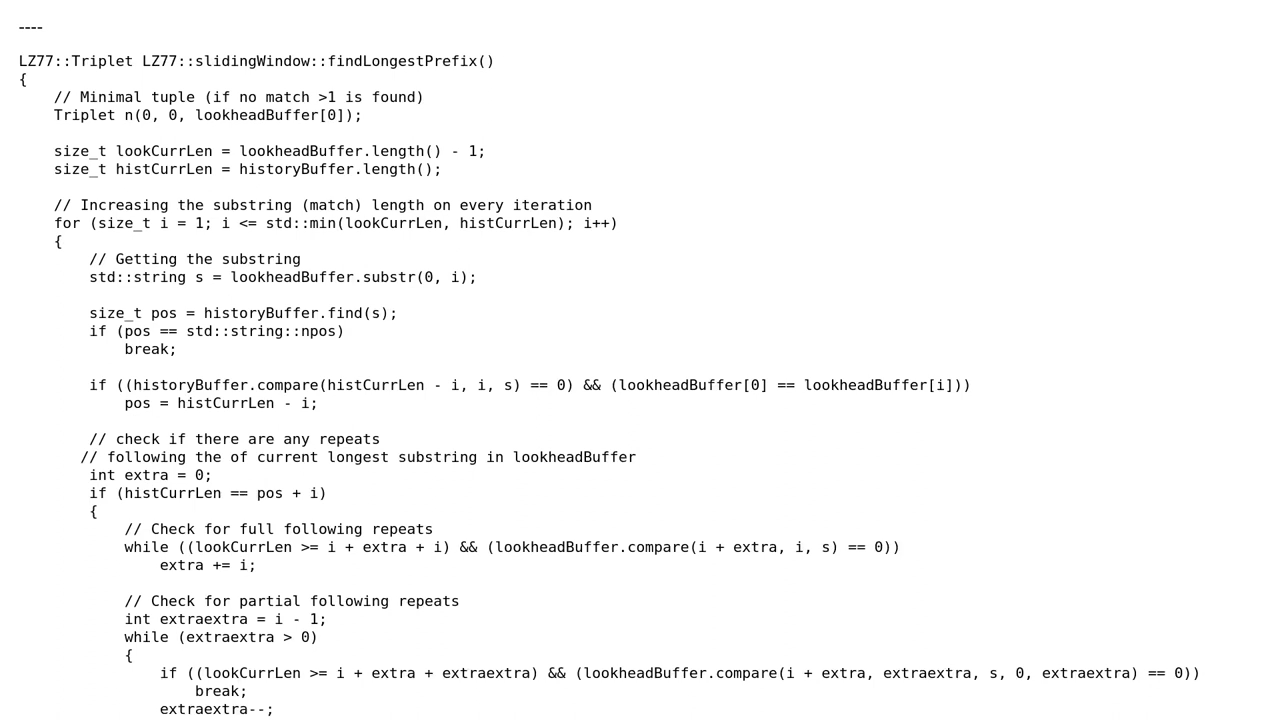 ----
LZ77::Triplet LZ77::slidingWindow::findLongestPrefix()
{
    // Minimal tuple (if no match >1 is found)
    Triplet n(0, 0, lookheadBuffer[0]);

    size_t lookCurrLen = lookheadBuffer.length() - 1;
    size_t histCurrLen = historyBuffer.length();

    // Increasing the substring (match) length on every iteration
    for (size_t i = 1; i <= std::min(lookCurrLen, histCurrLen); i++)
    {
        // Getting the substring
        std::string s = lookheadBuffer.substr(0, i);

        size_t pos = historyBuffer.find(s);
        if (pos == std::string::npos)
            break;

        if ((historyBuffer.compare(histCurrLen - i, i, s) == 0) && (lookheadBuffer[0] == lookheadBuffer[i]))
            pos = histCurrLen - i;

        // check if there are any repeats
       // following the of current longest substring in lookheadBuffer
        int extra = 0;
        if (histCurrLen == pos + i)
        {
            // Check for full following repeats
            while ((lookCurrLen >= i + extra + i) && (lookheadBuffer.compare(i + extra, i, s) == 0))
                extra += i;

            // Check for partial following repeats
            int extraextra = i - 1;
            while (extraextra > 0)
            {
                if ((lookCurrLen >= i + extra + extraextra) && (lookheadBuffer.compare(i + extra, extraextra, s, 0, extraextra) == 0))
                    break;
                extraextra--;